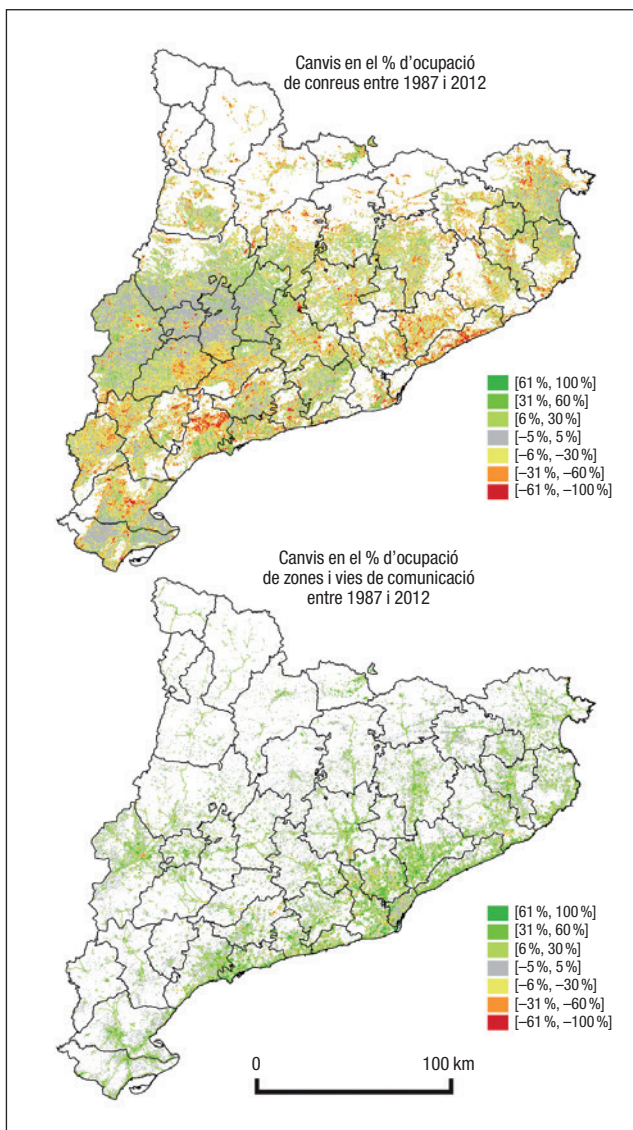 Canvis en el % d’ocupació
de conreus entre 1987 i 2012
[61 %, 100 %]
[31 %, 60 %]
[6 %, 30 %]
[–5 %, 5 %]
[–6 %, –30 %]
[–31 %, –60 %]
[–61 %, –100 %]
Canvis en el % d’ocupació
de zones i vies de comunicació
entre 1987 i 2012
[61 %, 100 %]
[31 %, 60 %]
[6 %, 30 %]
[–5 %, 5 %]
[–6 %, –30 %]
[–31 %, –60 %]
[–61 %, –100 %]
0 100 km